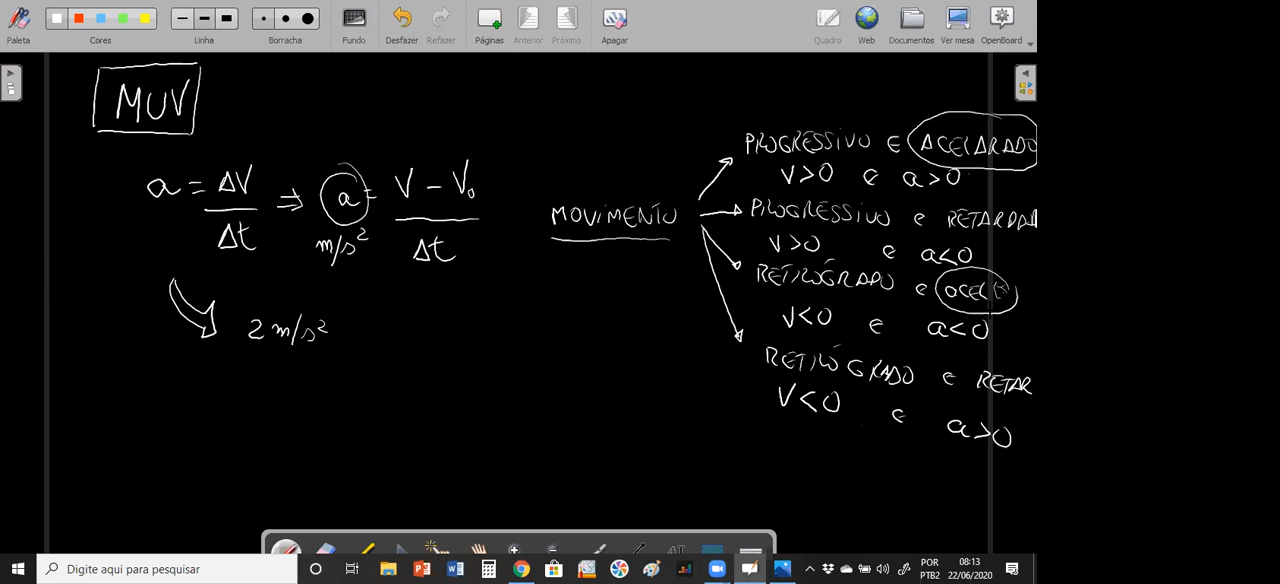 Paleta Cores Linha Borracha Fundo Desfazer Refazer Páginas Anterior Próximo Apagar Quadro Web Documentos Ver mesa OpenBoard
MUV
a = ΔV/Δt ⇒ a = V - V₀/Δt
m/s²
2 m/s²
MOVIMENTO
PROGRESSIVO E ACELARADO
V>0 e a>0
PROGRESSIVO e RETARDA
V>0 e a<0
RETRÓGRADO e ACELE
V<0 e a<0
RETRÓGRADO e RETAR
V<0 e a>0
Digite aqui para pesquisar
POR 08:13
PTB2 22/06/2020